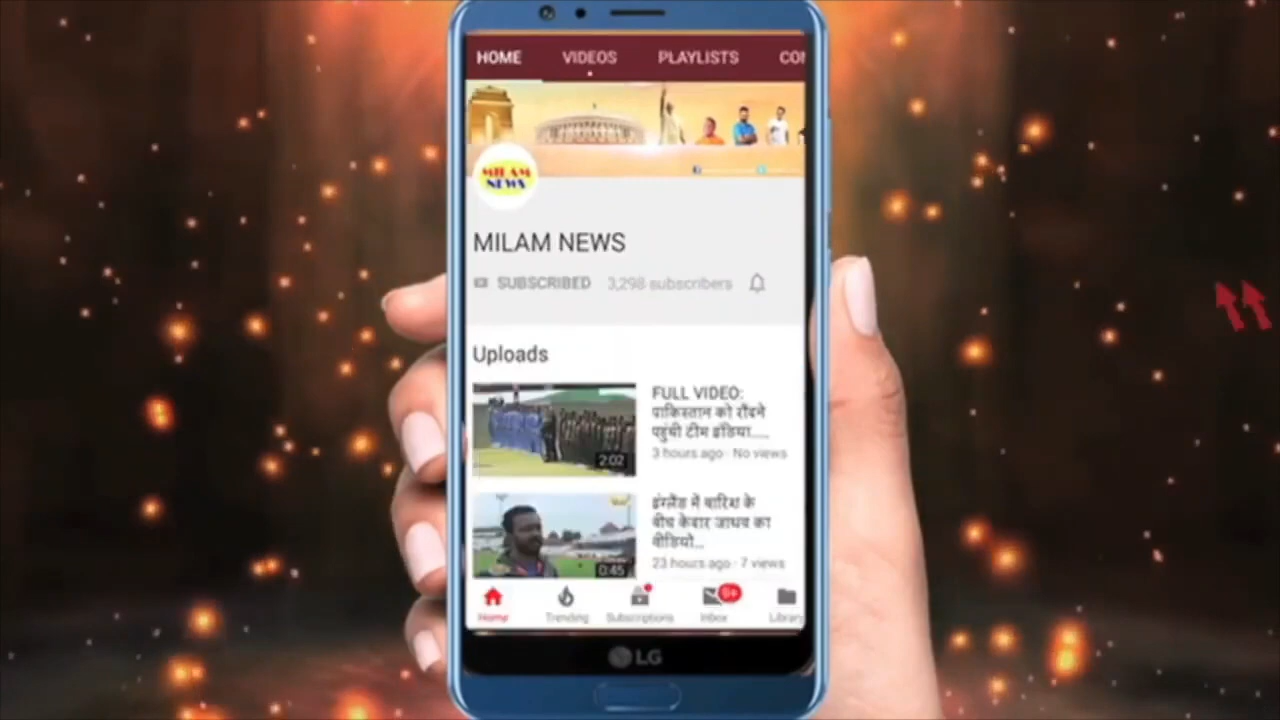 HOME VIDEOS PLAYLISTS
MILAM
NEWS
MILAM NEWS
SUBSCRIBED 3,298 subscribers
Uploads
FULL VIDEO:
पाकिस्तान को रौंदने
पहुंची टीम इंडिया.....
3 hours ago · No views
2:02
इंग्लैंड में बारिश के
बीच केदार जाधव का
वीडियो...
23 hours ago · 7 views
0:45
9+
Home Trending Subscriptions Inbox Library
LG